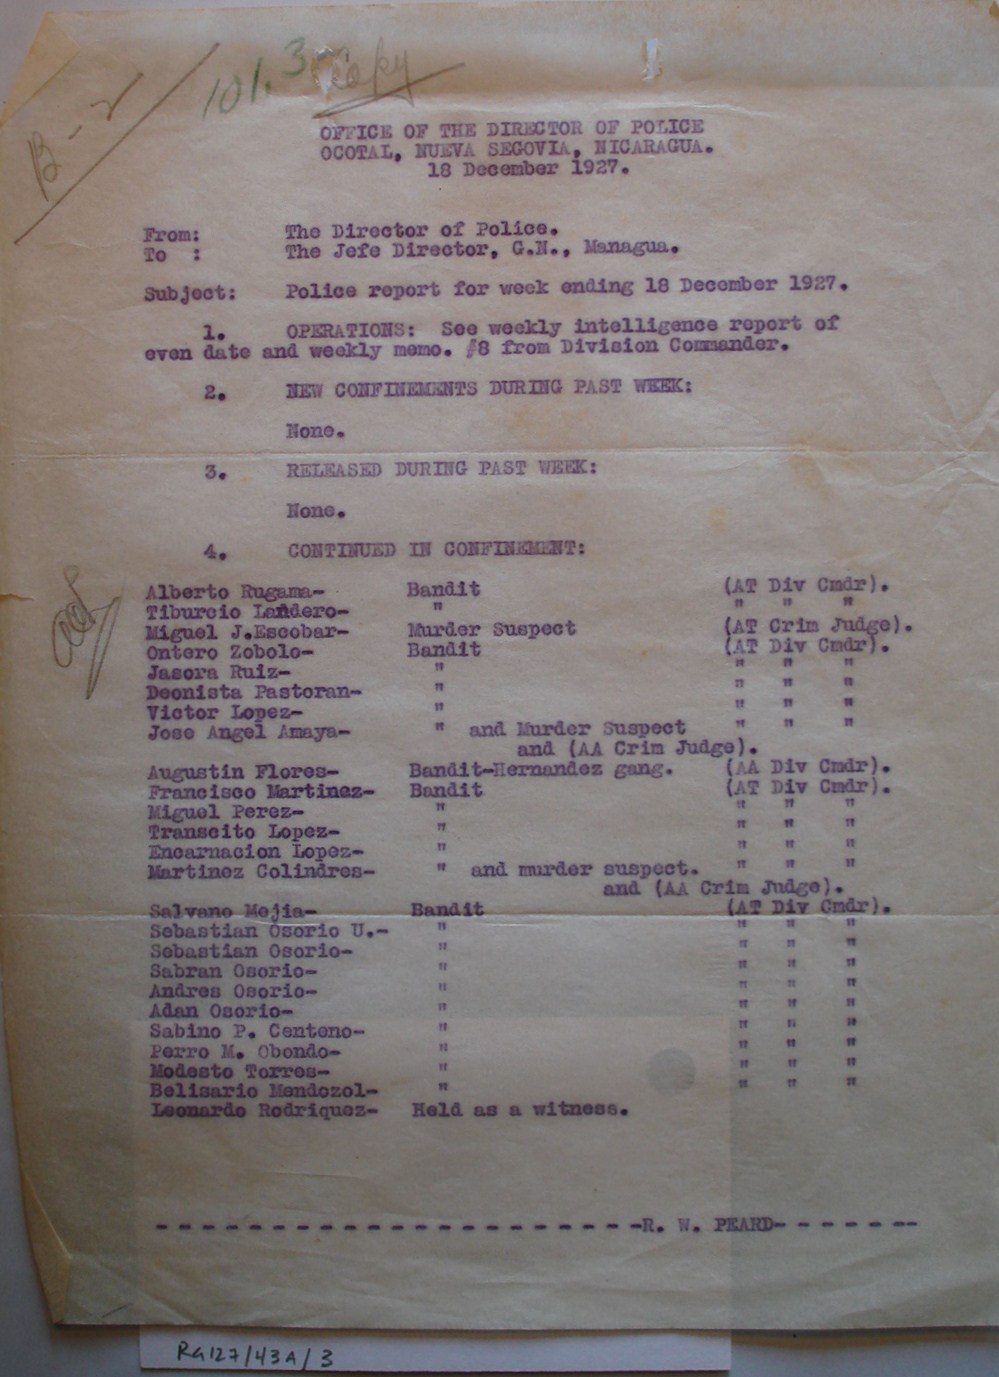 B-2
101.3
Copy
OFFICE OF THE DIRECTOR OF POLICE
OCOTAL, NUEVA SEGOVIA, NICARAGUA.
18 December 1927.
From: The Director of Police.
To : The Jefe Director, G.N., Managua.
Subject: Police report for week ending 18 December 1927.
1. OPERATIONS: See weekly intelligence report of
even date and weekly memo. #8 from Division Commander.
2. NEW CONFINEMENTS DURING PAST WEEK:
None.
3. RELEASED DURING PAST WEEK:
None.
4. CONTINUED IN CONFINEMENT:
Alberto Rugama- Bandit (AT Div Cmdr).
Tiburcio Landero- " " " "
Miguel J.Escobar- Murder Suspect (AT Crim Judge).
Ontero Zobolo- Bandit (AT Div Cmdr).
Jasora Ruiz- " " " "
Deonista Pastoran- " " " "
Victor Lopez- " " " "
Jose Angel Amaya- " and Murder Suspect " " "
and (AA Crim Judge).
Augustin Flores- Bandit-Hernandez gang. (AA Div Cmdr).
Francisco Martinez- Bandit (AT Div Cmdr).
Miguel Perez- " " " "
Transcito Lopez- " " " "
Encarnacion Lopez- " " " "
Martinez Colindres- " and murder suspect. " " "
and (AA Crim Judge).
Salvano Mejia- Bandit (AT Div Cmdr).
Sebastian Osorio U.- " " " "
Sebastian Osorio- " " " "
Sabran Osorio- " " " "
Andres Osorio- " " " "
Adan Osorio- " " " "
Sabino P. Centeno- " " " "
Perro M. Obondo- " " " "
Modesto Torres- " " " "
Belisario Mendozol- " " " "
Leonardo Rodriquez- Held as a witness.
- - - - - - - - - - - - - - - - - - - - -R. W. PEARD- - - - - - -
RG127/43A/3